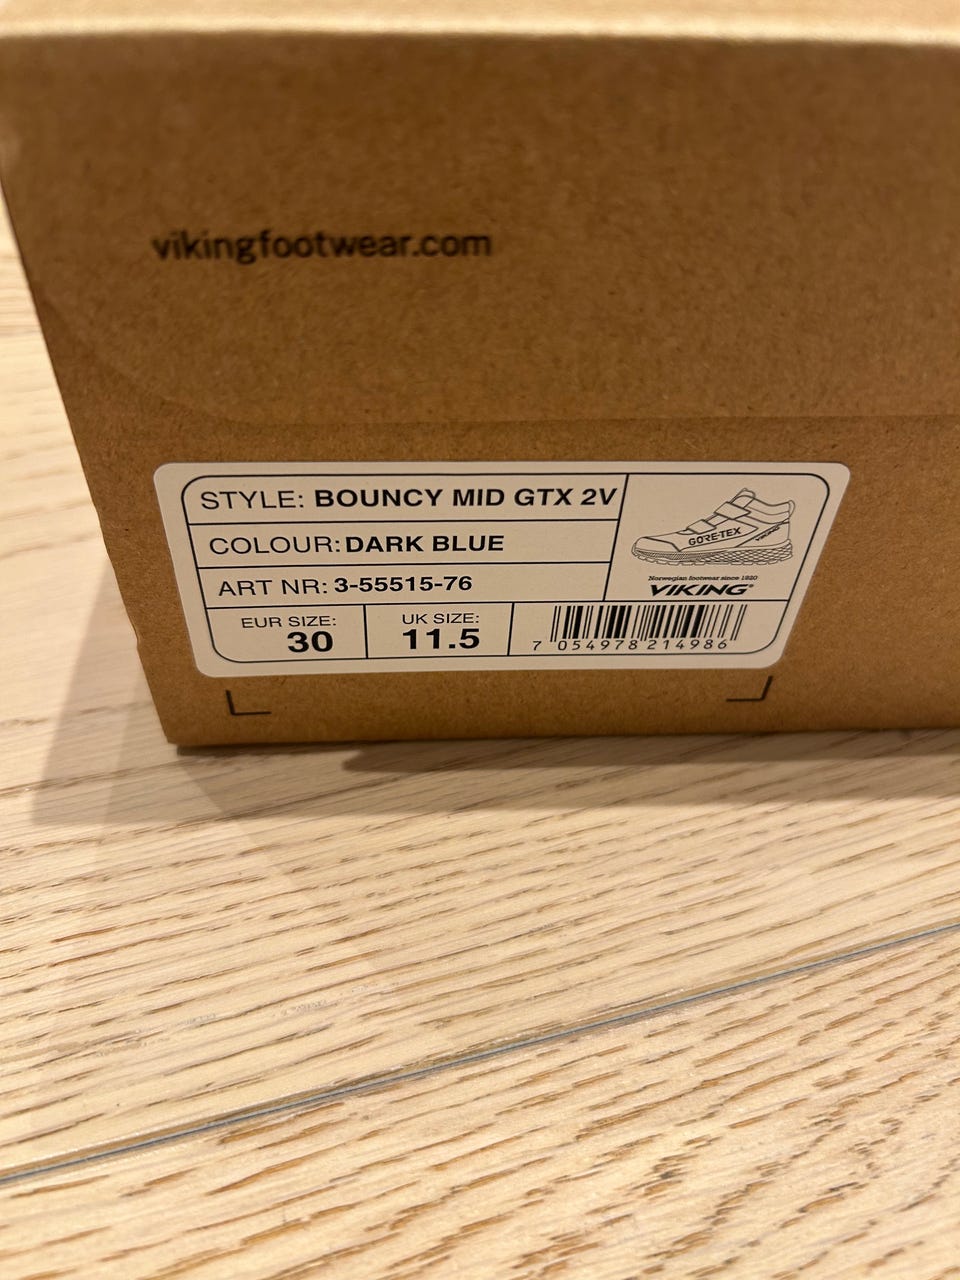 vikingfootwear.com
STYLE: BOUNCY MID GTX 2V
COLOUR: DARK BLUE
ART NR: 3-55515-76
EUR SIZE:
30
UK SIZE:
11.5
GORE-TEX
VIKING
Norwegian footwear since 1920
VIKING®
7 054978 214986